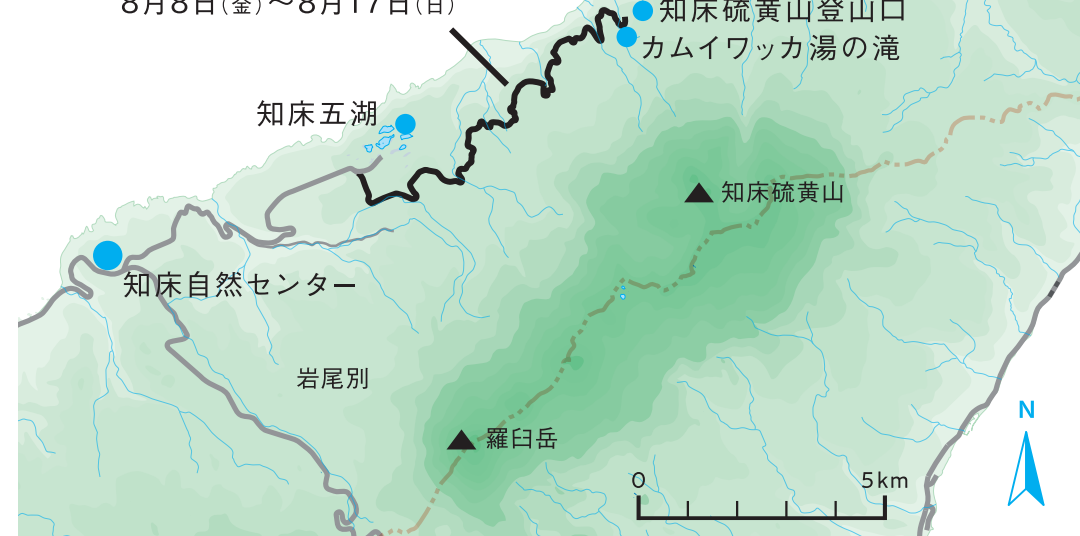 8月8日(金)〜8月17日(日)
知床硫黄山登山口
カムイワッカ湯の滝
知床五湖
知床硫黄山
知床自然センター
岩尾別
羅臼岳
N
0 5km